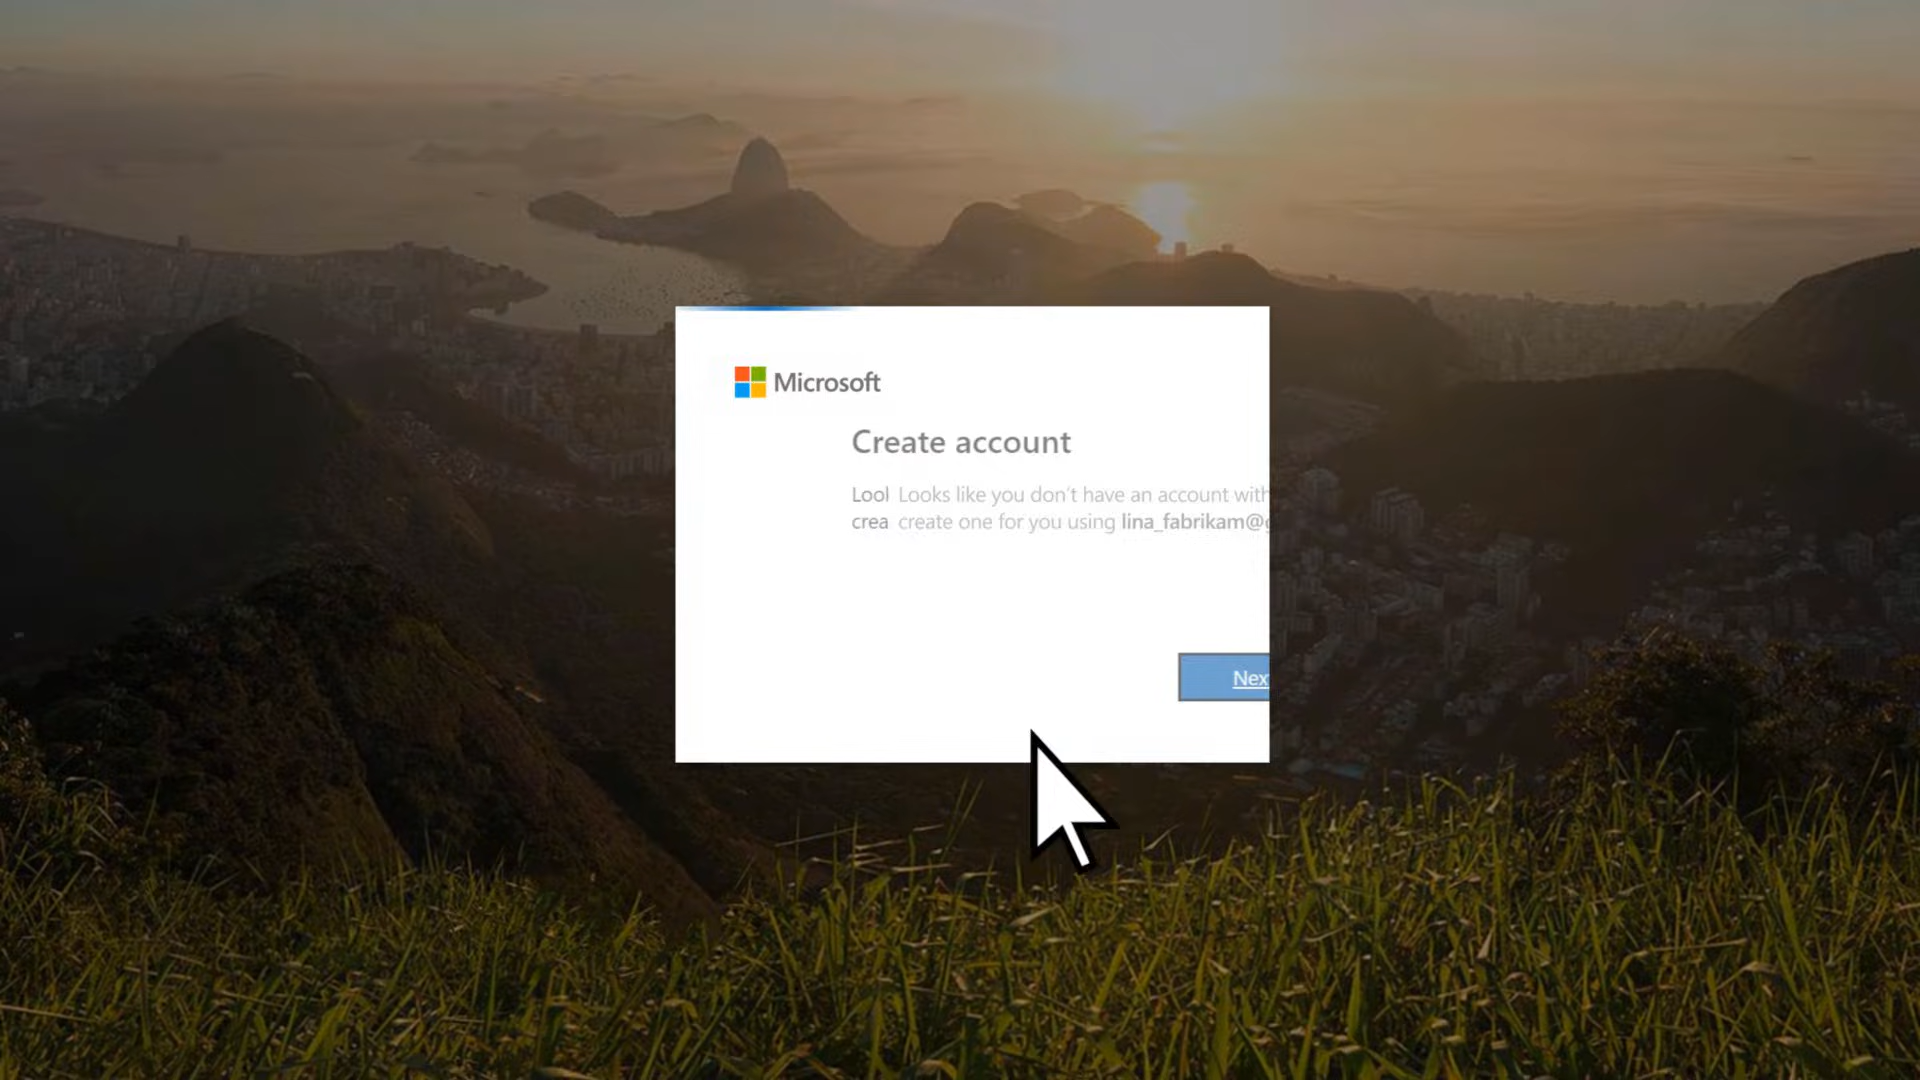 Microsoft
Create account
Lool Looks like you don't have an account with
crea create one for you using lina_fabrikam@g
Nex